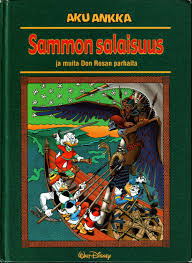 AKU ANKKA
Sammon salaisuus
ja muita Don Rosan parhaita
WALT DISNEY